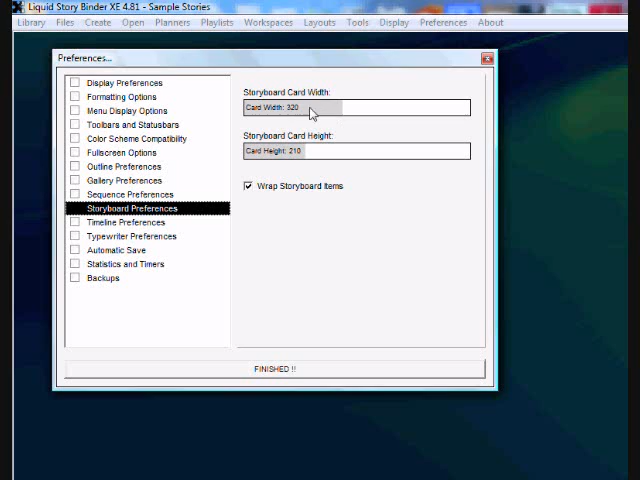 Liquid Story Binder XE 4.81 - Sample Stories
Library Files Create Open Planners Playlists Workspaces Layouts Tools Display Preferences About
Preferences...
Display Preferences
Formatting Options
Menu Display Options
Toolbars and Statusbars
Color Scheme Compatibility
Fullscreen Options
Outline Preferences
Gallery Preferences
Sequence Preferences
Storyboard Preferences
Timeline Preferences
Typewriter Preferences
Automatic Save
Statistics and Timers
Backups
Storyboard Card Width:
Card Width: 320
Storyboard Card Height:
Card Height: 210
Wrap Storyboard Items
FINISHED !!